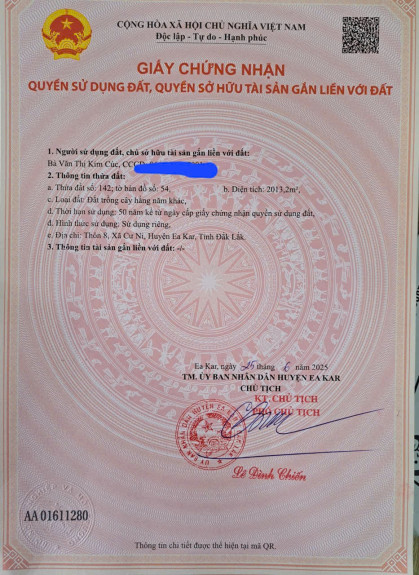 CỘNG HÒA XÃ HỘI CHỦ NGHĨA VIỆT NAM
Độc lập - Tự do - Hạnh phúc
GIẤY CHỨNG NHẬN
QUYỀN SỬ DỤNG ĐẤT, QUYỀN SỞ HỮU TÀI SẢN GẮN LIỀN VỚI ĐẤT
1. Người sử dụng đất, chủ sở hữu tài sản gắn liền với đất:
Bà Văn Thị Kim Cúc, CCCD
2. Thông tin thửa đất:
a. Thửa đất số: 142; tờ bản đồ số: 54, b. Diện tích: 2013,2m²,
c. Loại đất: Đất trồng cây hàng năm khác,
d. Thời hạn sử dụng: 50 năm kể từ ngày cấp giấy chứng nhận quyền sử dụng đất,
đ. Hình thức sử dụng: Sử dụng riêng,
e. Địa chỉ: Thôn 8, Xã Cư Ni, Huyện Ea Kar, Tỉnh Đắk Lắk.
3. Thông tin tài sản gắn liền với đất: -/-
Ea Kar, ngày 25 tháng 6 năm 2025
TM. ỦY BAN NHÂN DÂN HUYỆN EA KAR
CHỦ TỊCH
KT. CHỦ TỊCH
PHÓ CHỦ TỊCH
Lê Đình Chiến
AA 01611280
Thông tin chi tiết được thể hiện tại mã QR.